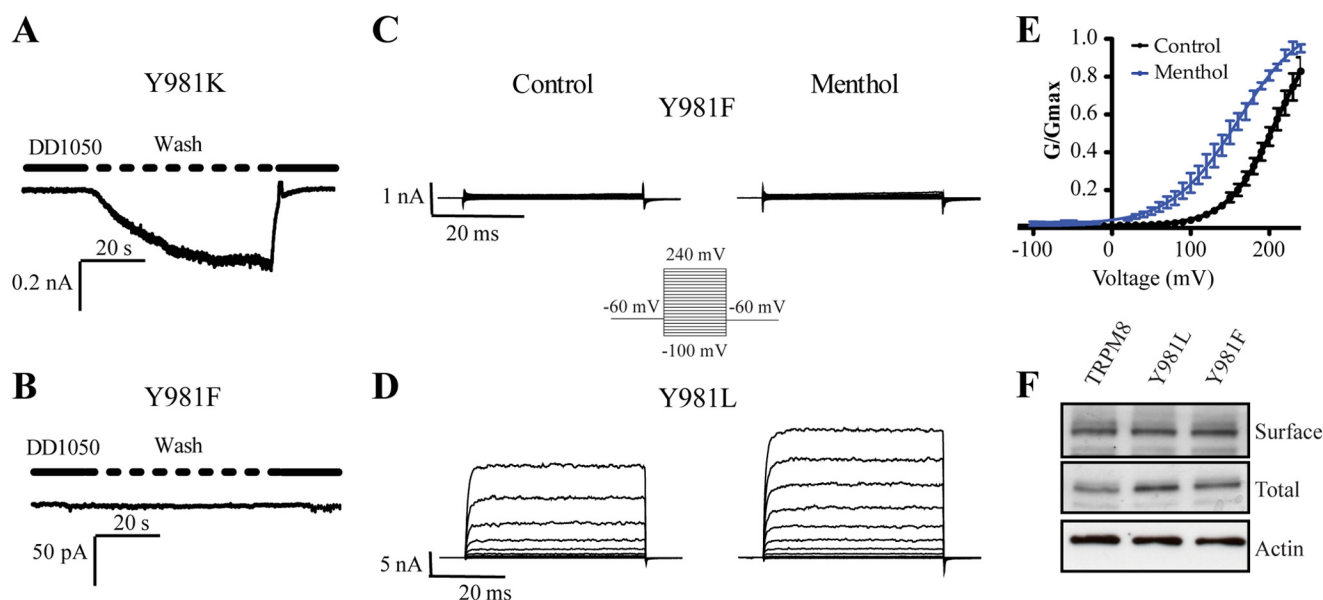 A
Y981K
DD1050
Wash
20 s
0.2 nA
B
Y981F
DD1050
Wash
20 s
50 pA
C
Control
Y981F
Menthol
1 nA
20 ms
240 mV
-60 mV
-60 mV
-100 mV
D
Y981L
5 nA
20 ms
E
Control
Menthol
G/Gmax
1.0
0.8
0.6
0.4
0.2
-100
0
100
200
Voltage (mV)
F
TRPM8
Y981L
Y981F
Surface
Total
Actin